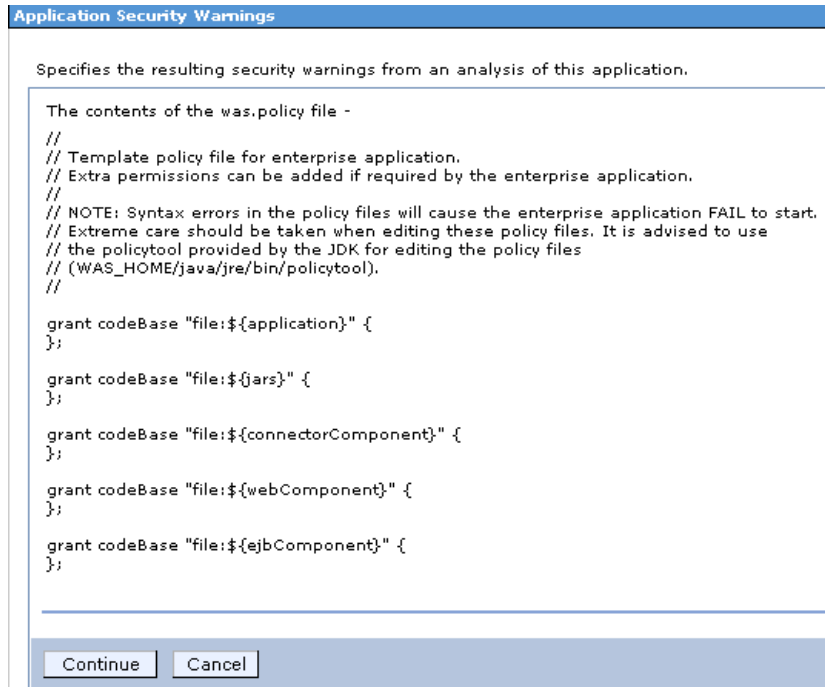 Application Security Warnings
Specifies the resulting security warnings from an analysis of this application.
The contents of the was.policy file -
//
// Template policy file for enterprise application.
// Extra permissions can be added if required by the enterprise application.
//
// NOTE: Syntax errors in the policy files will cause the enterprise application FAIL to start.
// Extreme care should be taken when editing these policy files. It is advised to use
// the policytool provided by the JDK for editing the policy files
// (WAS_HOME/java/jre/bin/policytool).
//
grant codeBase "file:${application}" {
};
grant codeBase "file:${jars}" {
};
grant codeBase "file:${connectorComponent}" {
};
grant codeBase "file:${webComponent}" {
};
grant codeBase "file:${ejbComponent}" {
};
Continue Cancel